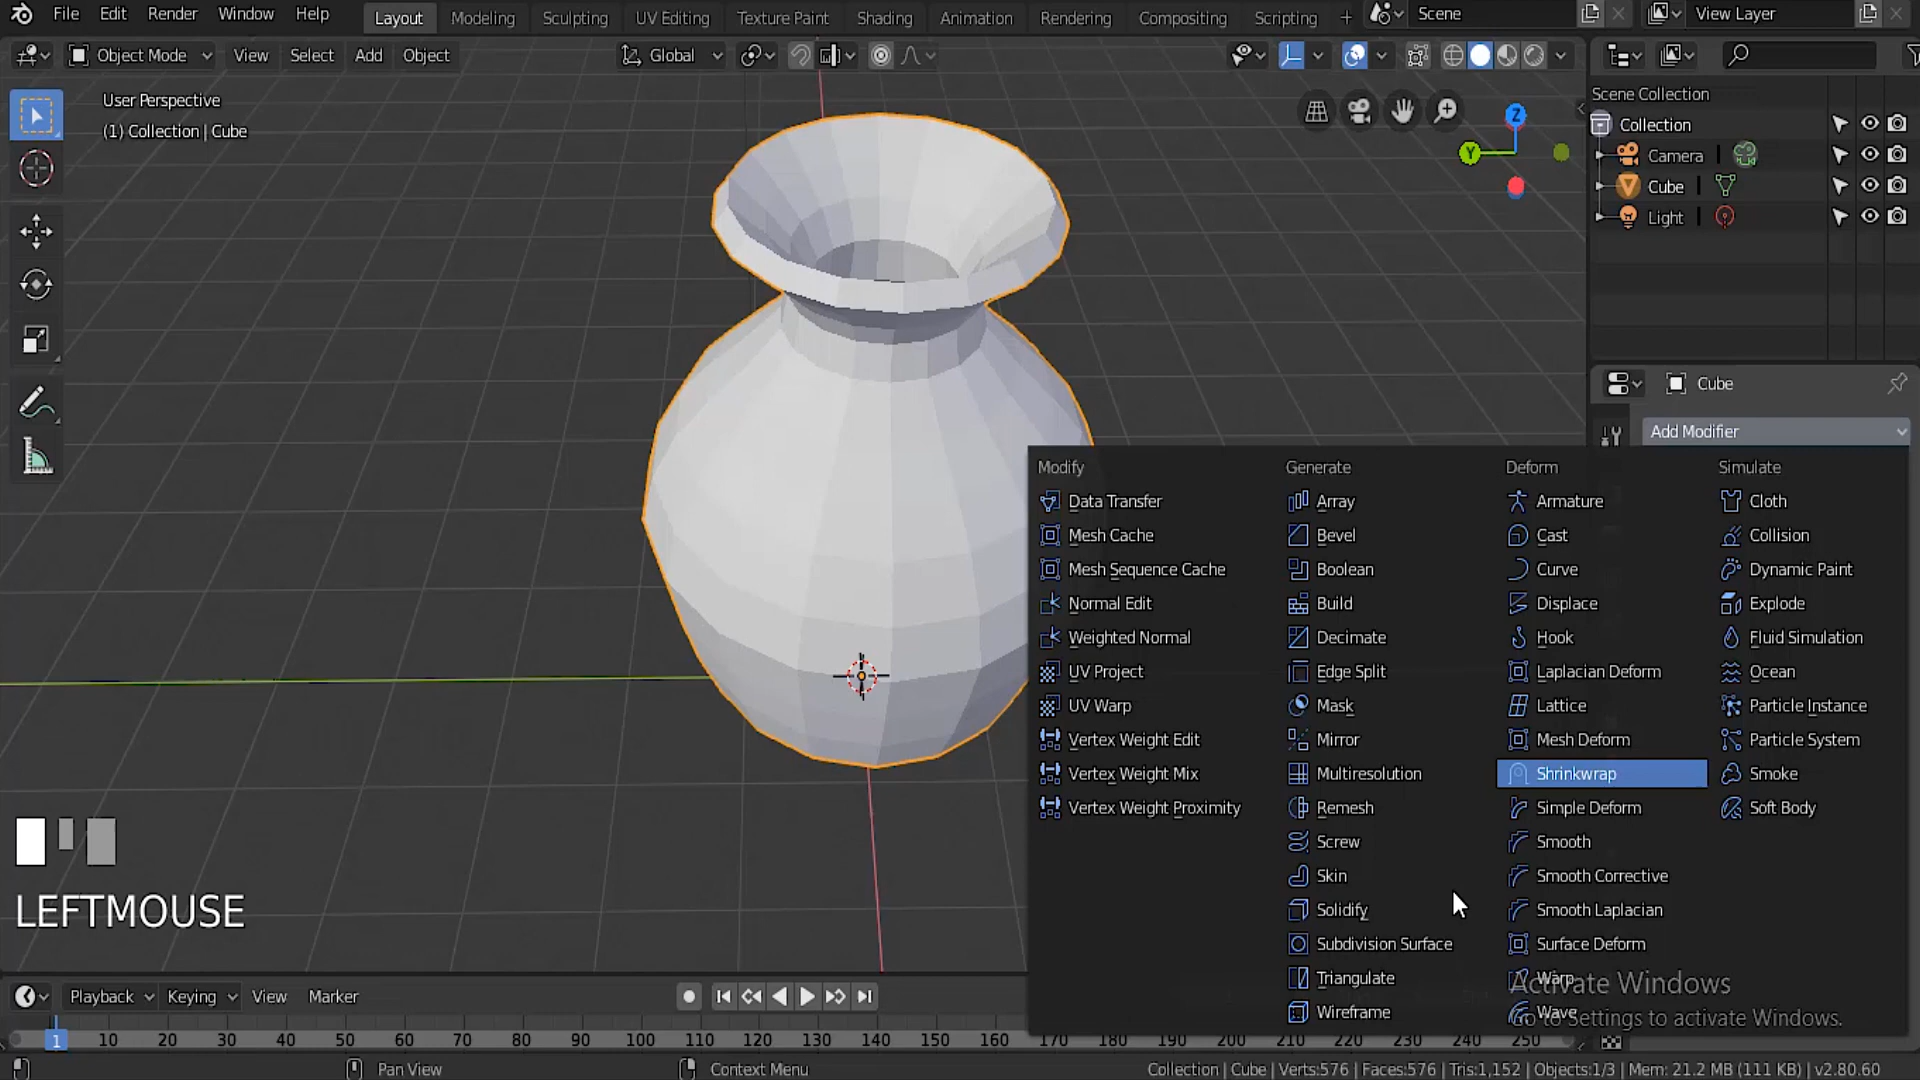 File Edit Render Window Help Layout Modeling Sculpting UV Editing Texture Paint Shading Animation Rendering Compositing Scripting + Scene View Layer
Object Mode View Select Add Object Global
User Perspective
(1) Collection | Cube
Z
Y
Scene Collection
Collection
Camera
Cube
Light
Cube
Add Modifier
Modify Generate Deform Simulate
Data Transfer Array Armature Cloth
Mesh Cache Bevel Cast Collision
Mesh Sequence Cache Boolean Curve Dynamic Paint
Normal Edit Build Displace Explode
Weighted Normal Decimate Hook Fluid Simulation
UV Project Edge Split Laplacian Deform Ocean
UV Warp Mask Lattice Particle Instance
Vertex Weight Edit Mirror Mesh Deform Particle System
Vertex Weight Mix Multiresolution Shrinkwrap Smoke
Vertex Weight Proximity Remesh Simple Deform Soft Body
Screw Smooth
Skin Smooth Corrective
Solidify Smooth Laplacian
Subdivision Surface Surface Deform
Triangulate Warp
Wireframe Wave
LEFTMOUSE
Activate Windows
Go to Settings to activate Windows.
Playback Keying View Marker
1 10 20 30 40 50 60 70 80 90 100 110 120 130 140 150 160 170 180 190 200 210 220 230 240 250
Pan View Context Menu Collection | Cube | Verts:576 | Faces:576 | Tris:1,152 | Objects:1/3 | Mem: 21.2 MB (111 KB) | v2.80.60